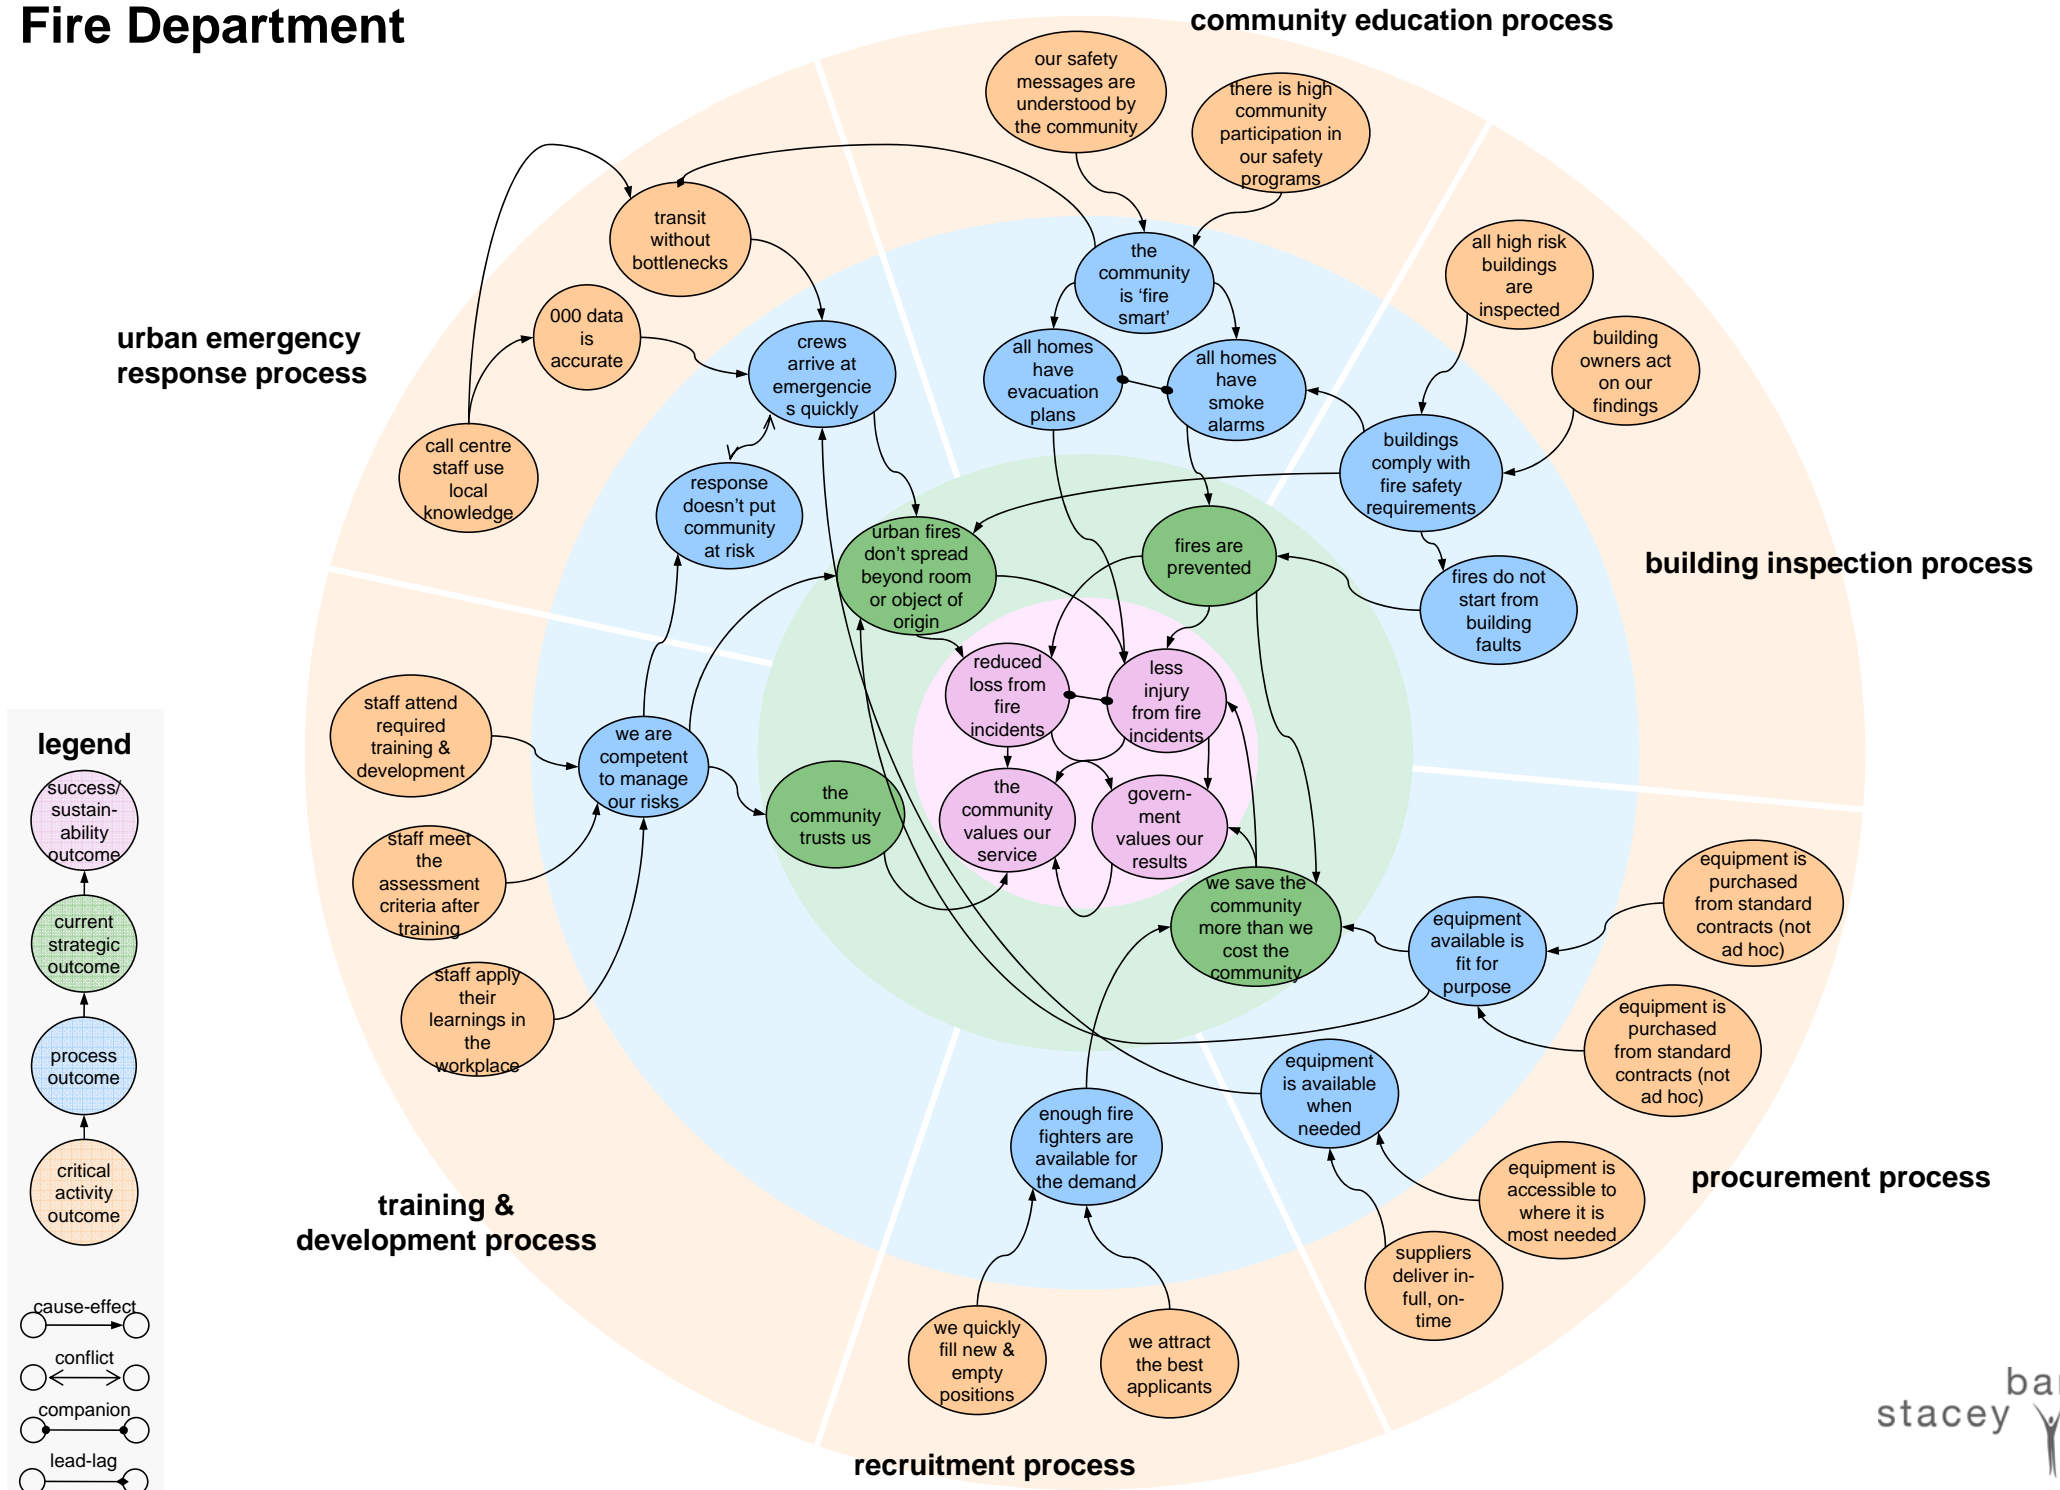 Fire Department
community education process
our safety
messages are
understood by
the community
there is high
community
participation in
our safety
programs
transit
without
bottlenecks
the
community
is ‘fire
smart’
all high risk
buildings
are
inspected
urban emergency
response process
000 data
is
accurate
crews
arrive at
emergencie
s quickly
all homes
have
evacuation
plans
all homes
have
smoke
alarms
building
owners act
on our
findings
call centre
staff use
local
knowledge
response
doesn’t put
community
at risk
buildings
comply with
fire safety
requirements
urban fires
don’t spread
beyond room
or object of
origin
fires are
prevented
fires do not
start from
building
faults
building inspection process
reduced
loss from
fire
incidents
less
injury
from fire
incidents
staff attend
required
training &
development
we are
competent
to manage
our risks
the
community
trusts us
the
community
values our
service
govern-
ment
values our
results
staff meet
the
assessment
criteria after
training
we save the
community
more than we
cost the
community
equipment
available is
fit for
purpose
equipment is
purchased
from standard
contracts (not
ad hoc)
staff apply
their
learnings in
the
workplace
equipment is
purchased
from standard
contracts (not
ad hoc)
enough fire
fighters are
available for
the demand
equipment
is available
when
needed
equipment is
accessible to
where it is
most needed
procurement process
training &
development process
suppliers
deliver in-
full, on-
time
we quickly
fill new &
empty
positions
we attract
the best
applicants
recruitment process
legend
success/
sustain-
ability
outcome
current
strategic
outcome
process
outcome
critical
activity
outcome
cause-effect
conflict
companion
lead-lag
stacey